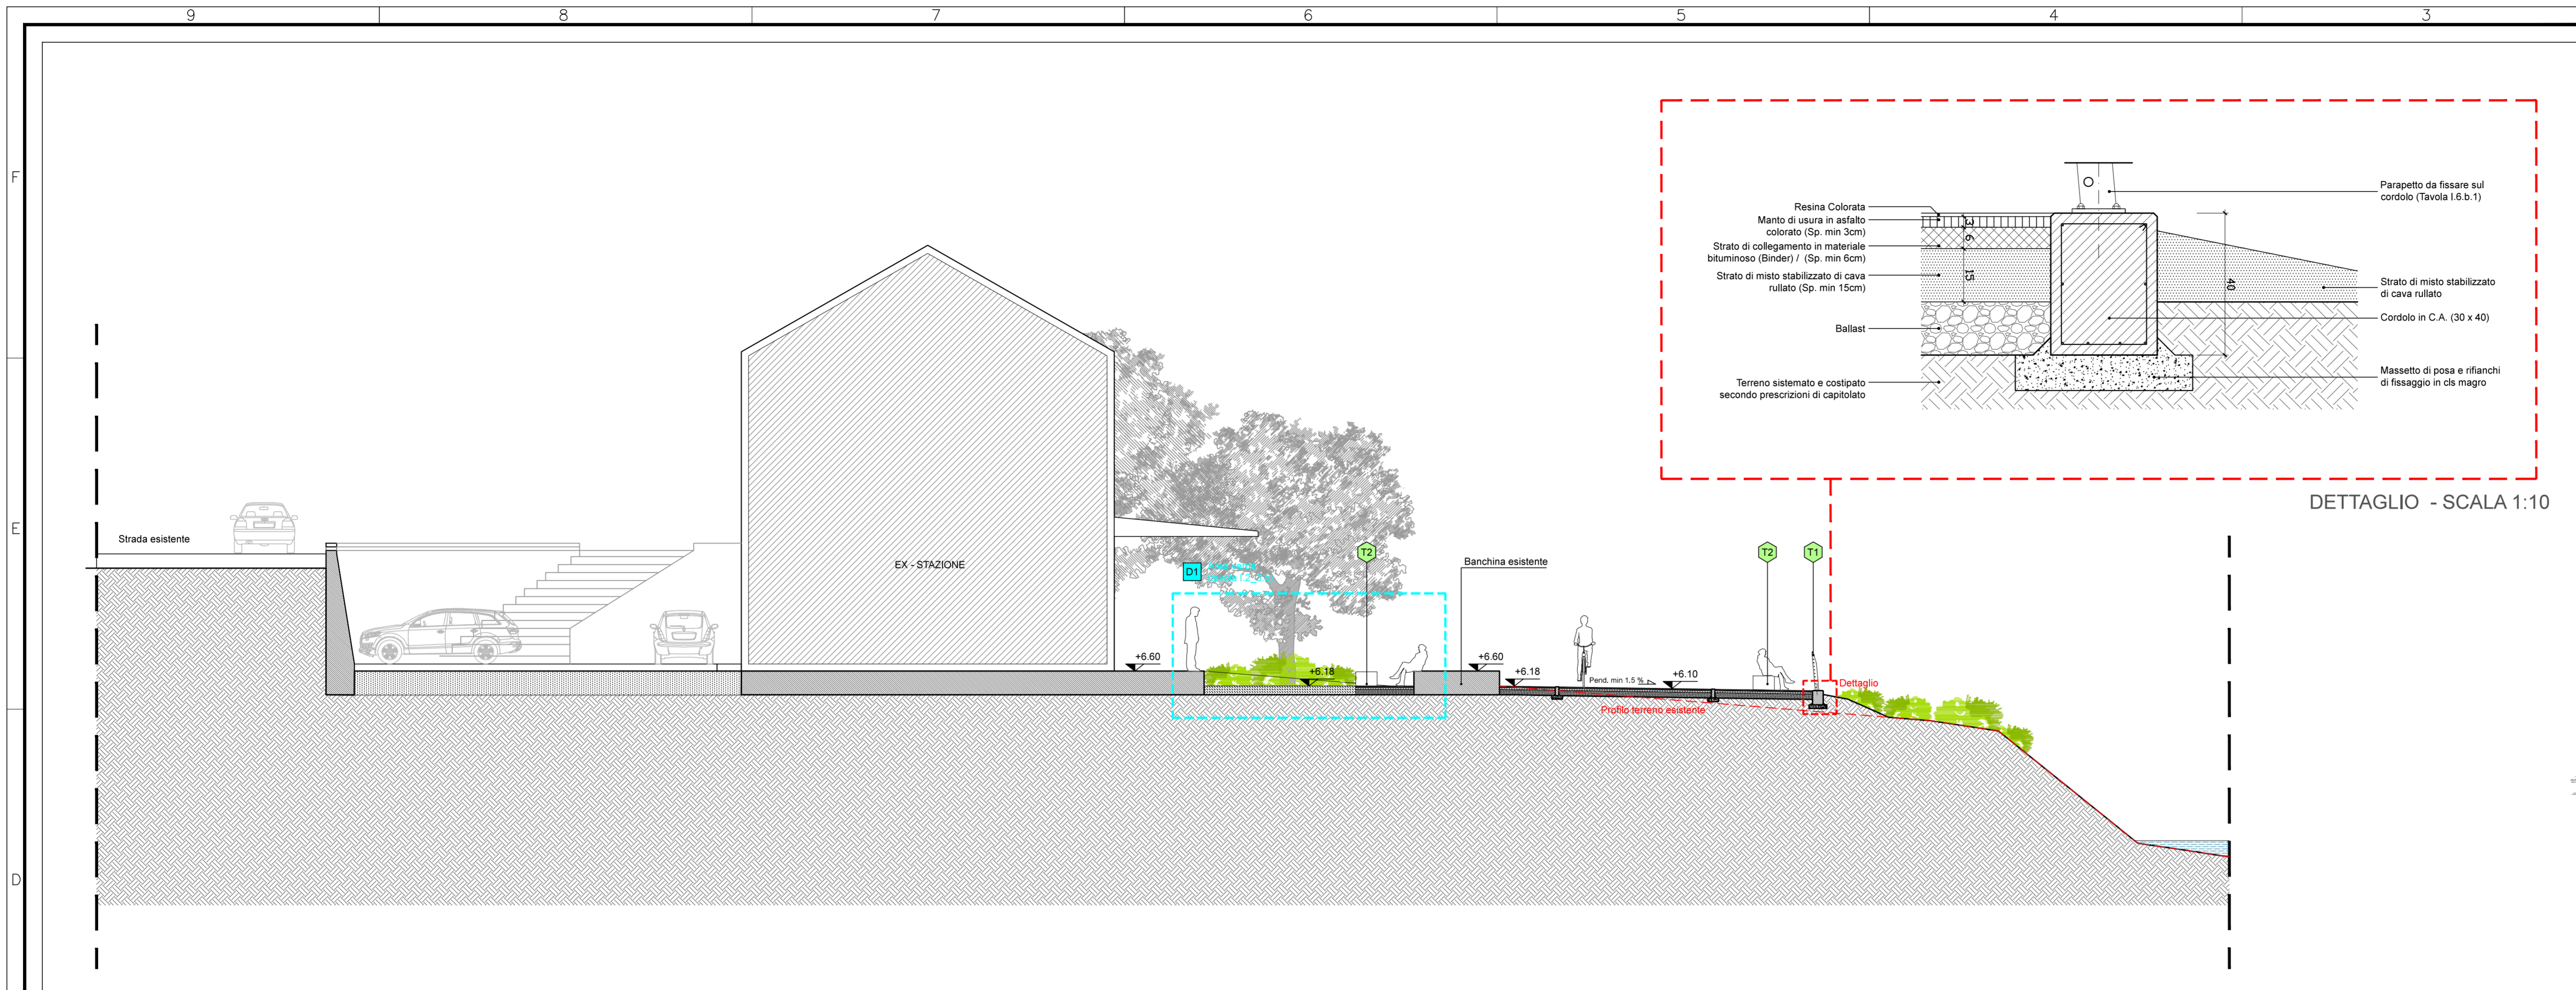 9 8 7 6 5 4 3
F
E
D
Resina Colorata
Manto di usura in asfalto
colorato (Sp. min 3cm)
Strato di collegamento in materiale
bituminoso (Binder) / (Sp. min 6cm)
Strato di misto stabilizzato di cava
rullato (Sp. min 15cm)
Ballast
Terreno sistemato e costipato
secondo prescrizioni di capitolato
3
6
15
40
Parapetto da fissare sul
cordolo (Tavola I.6.b.1)
Strato di misto stabilizzato
di cava rullato
Cordolo in C.A. (30 x 40)
Massetto di posa e rifianchi
di fissaggio in cls magro
DETTAGLIO - SCALA 1:10
Strada esistente
EX - STAZIONE
D1
T2
Banchina esistente
T2
T1
+6.60
+6.18
+6.60
+6.18
Pend. min 1.5 %
+6.10
Dettaglio
Profilo terreno esistente